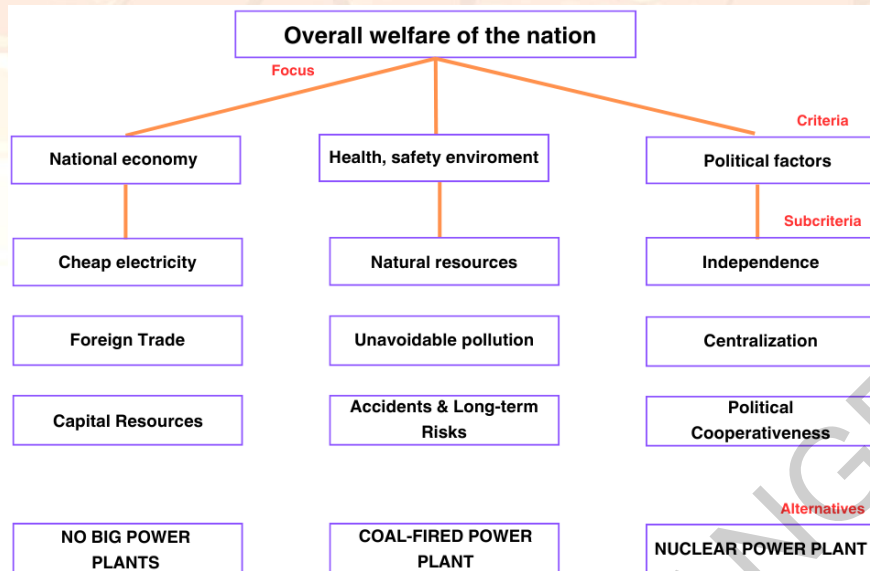 Overall welfare of the nation
Focus
Criteria
National economy
Health, safety enviroment
Political factors
Subcriteria
Cheap electricity
Natural resources
Independence
Foreign Trade
Unavoidable pollution
Centralization
Capital Resources
Accidents & Long-term
Risks
Political
Cooperativeness
Alternatives
NO BIG POWER
PLANTS
COAL-FIRED POWER
PLANT
NUCLEAR POWER PLANT